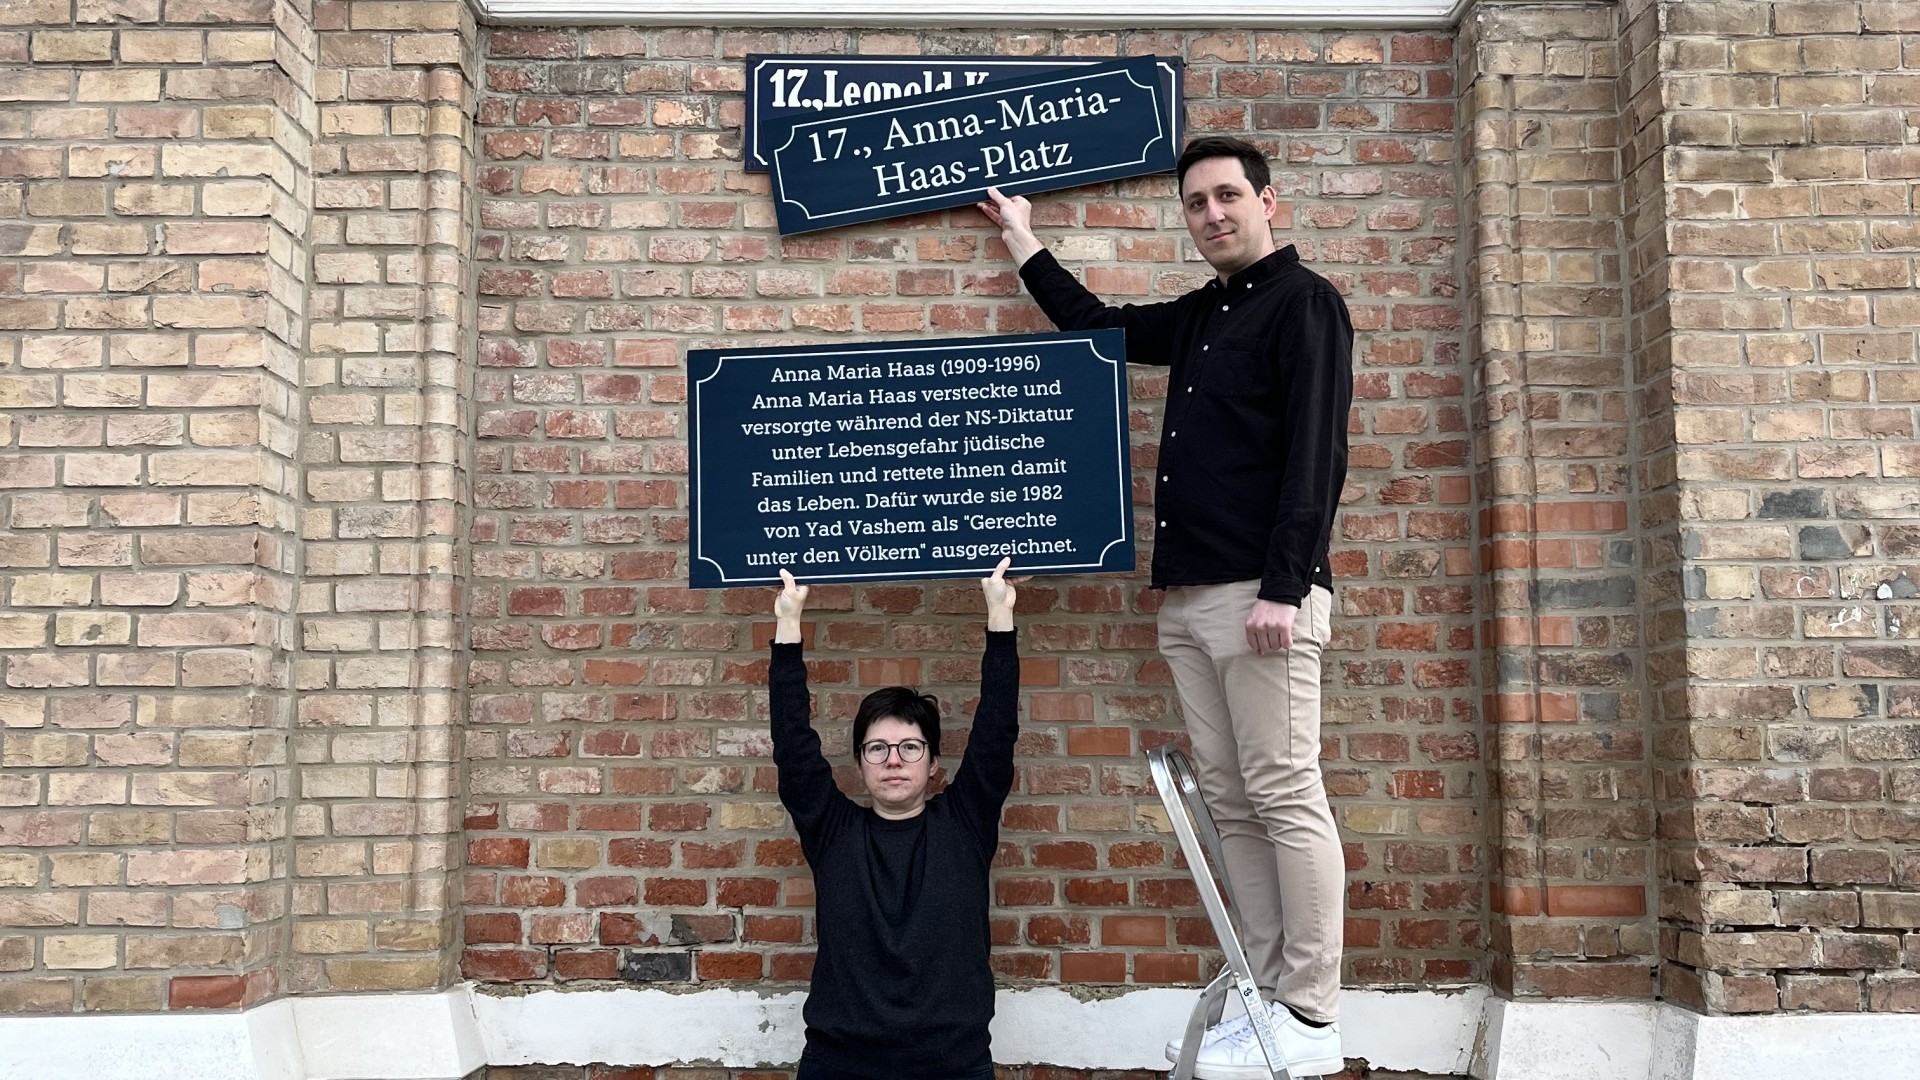 17., Leopold
17., Anna-Maria-
Haas-Platz
Anna Maria Haas (1909-1996)
Anna Maria Haas versteckte und
versorgte während der NS-Diktatur
unter Lebensgefahr jüdische
Familien und rettete ihnen damit
das Leben. Dafür wurde sie 1982
von Yad Vashem als "Gerechte
unter den Völkern" ausgezeichnet.